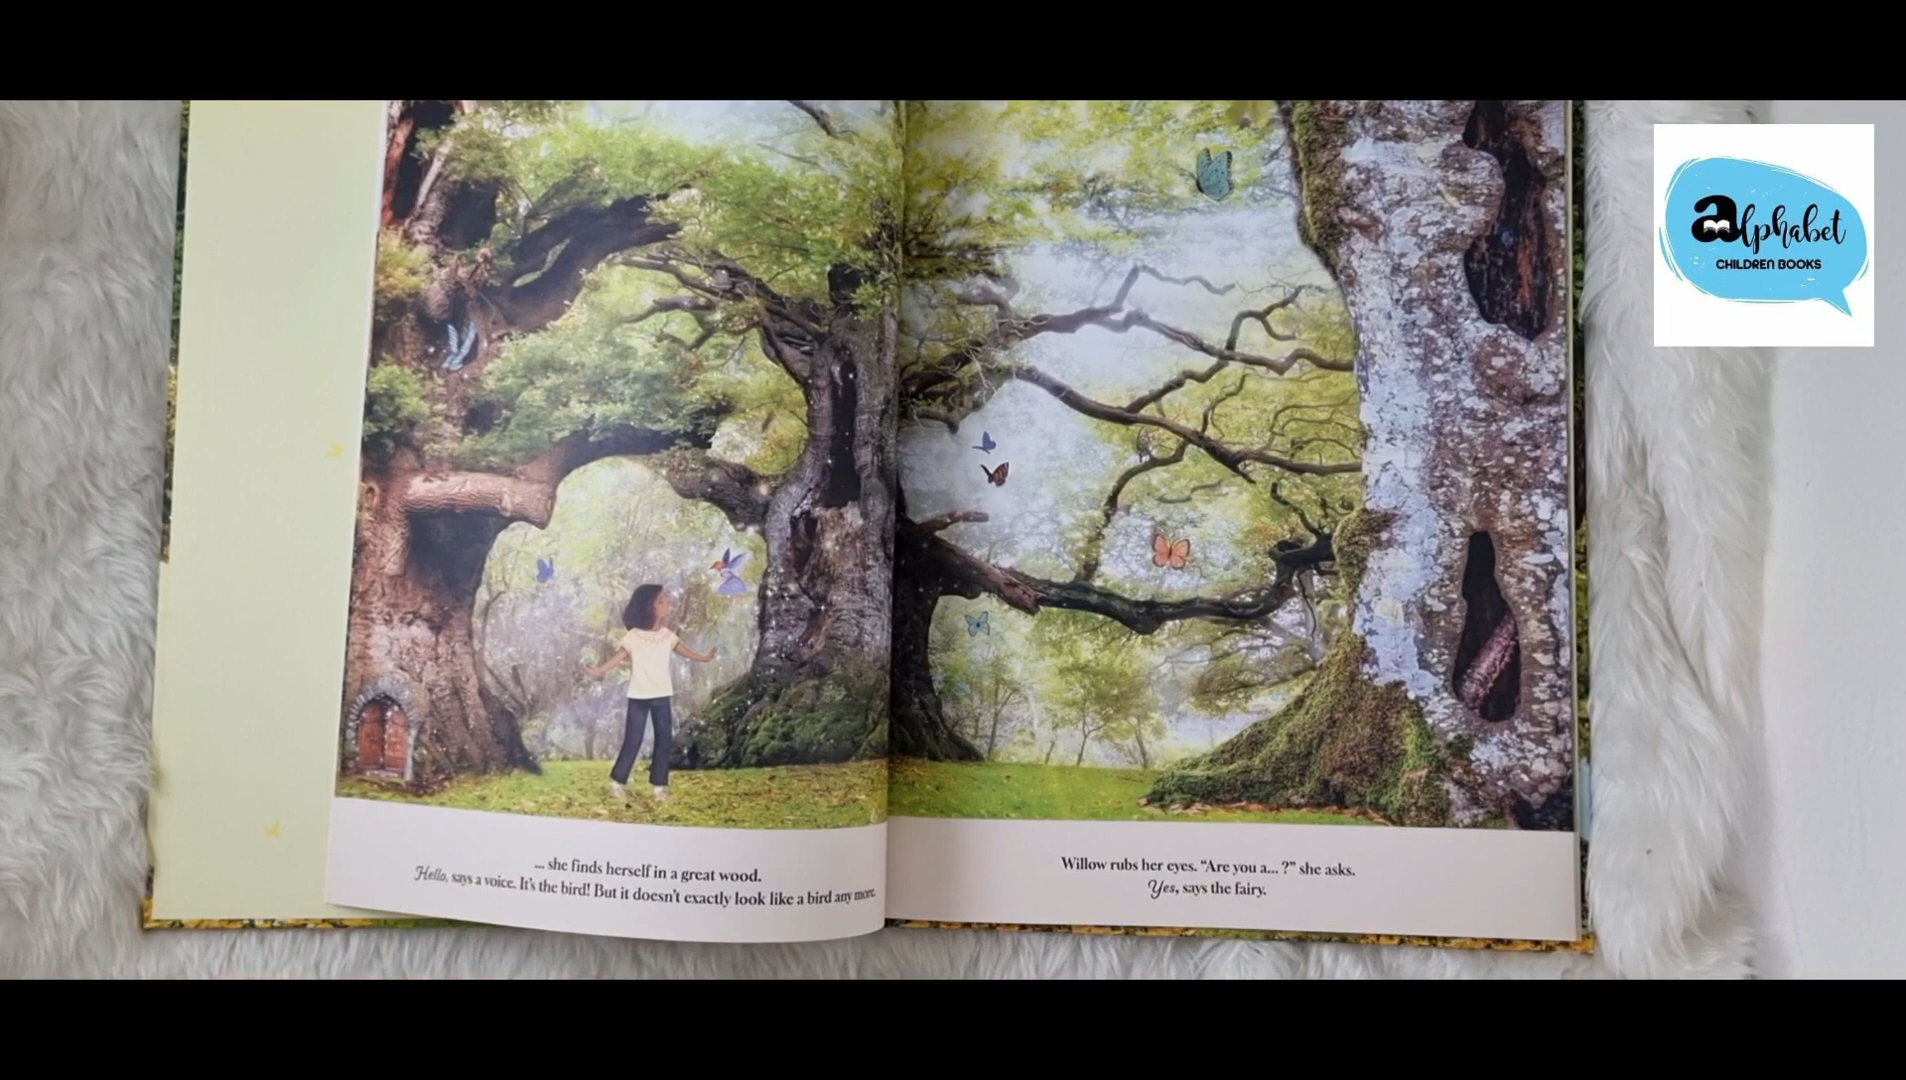 ... she finds herself in a great wood.
Hello, says a voice. It's the bird! But it doesn't exactly look like a bird any more.
Willow rubs her eyes. “Are you a... ?” she asks.
Yes, says the fairy.
alphabet
CHILDREN BOOKS